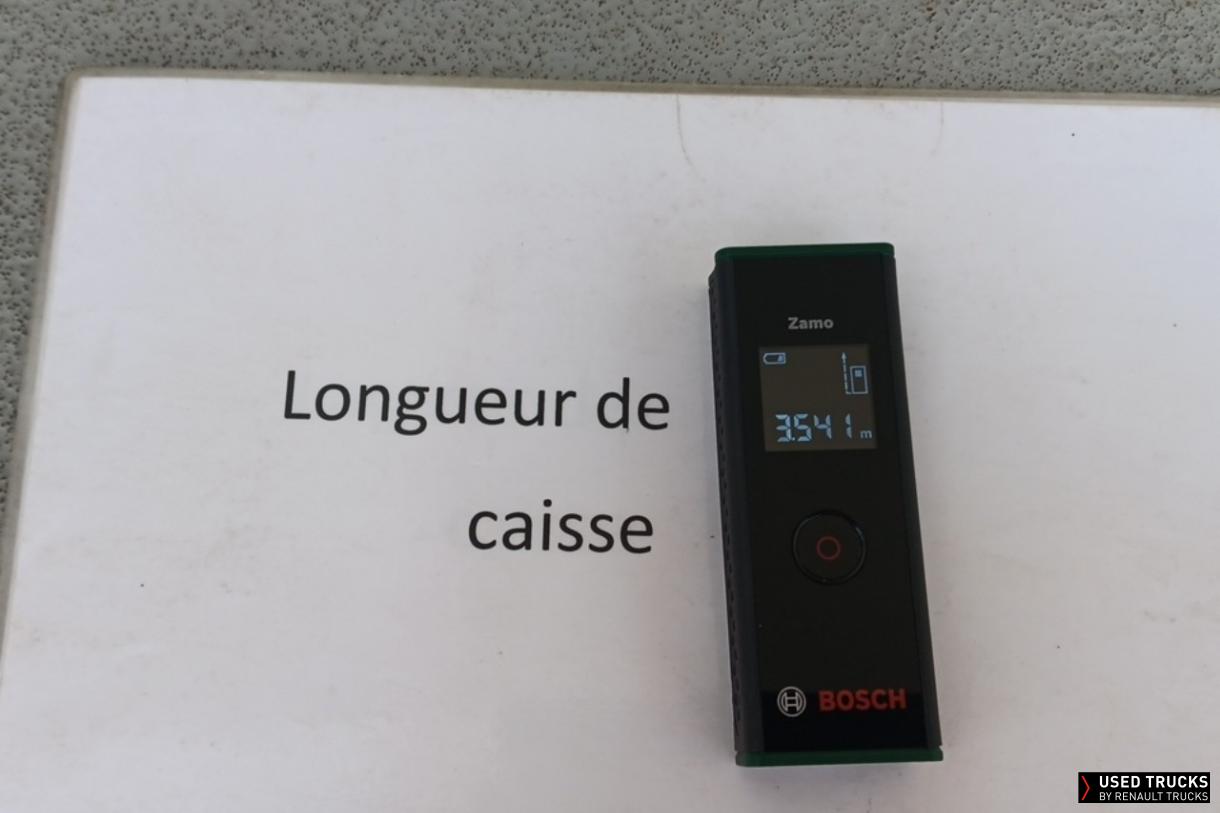 Longueur de
caisse
Zamo
3.541 m
BOSCH
USED TRUCKS
BY RENAULT TRUCKS